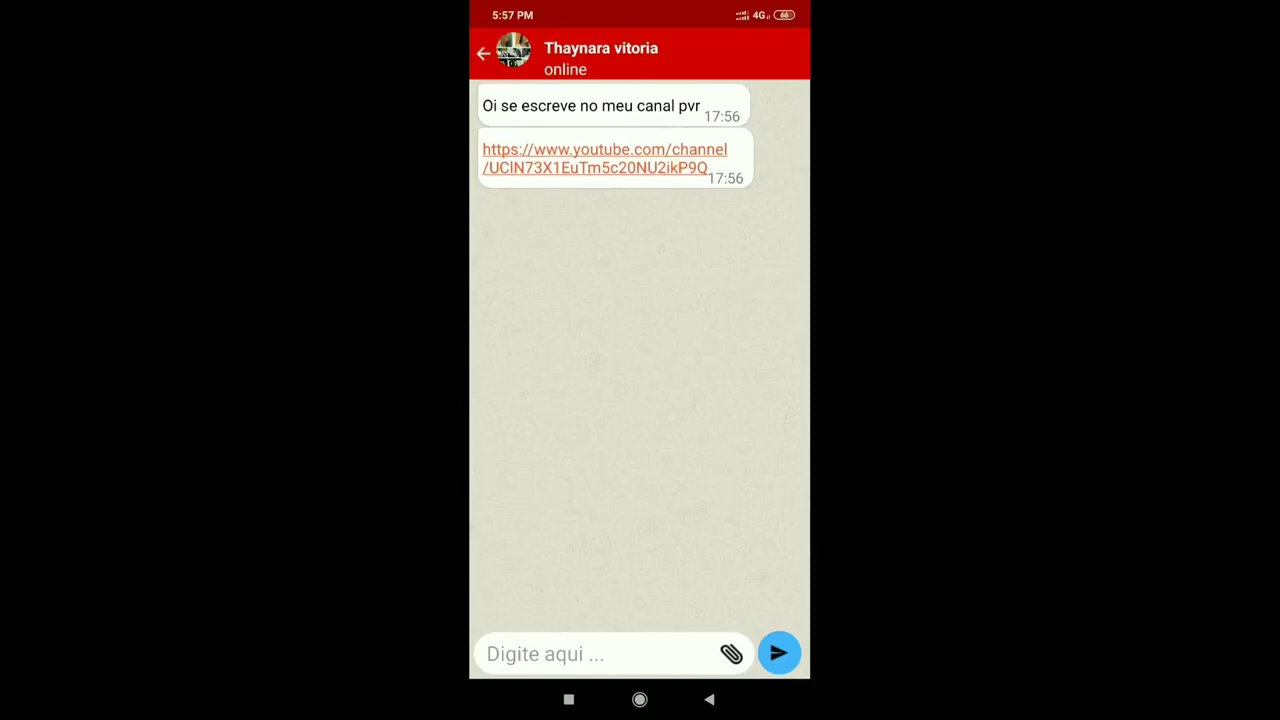 5:57 PM
4G
66
Thaynara vitoria
online
Oi se escreve no meu canal pvr
17:56
https://www.youtube.com/channel
/UClN73X1EuTm5c20NU2ikP9Q
17:56
Digite aqui ...